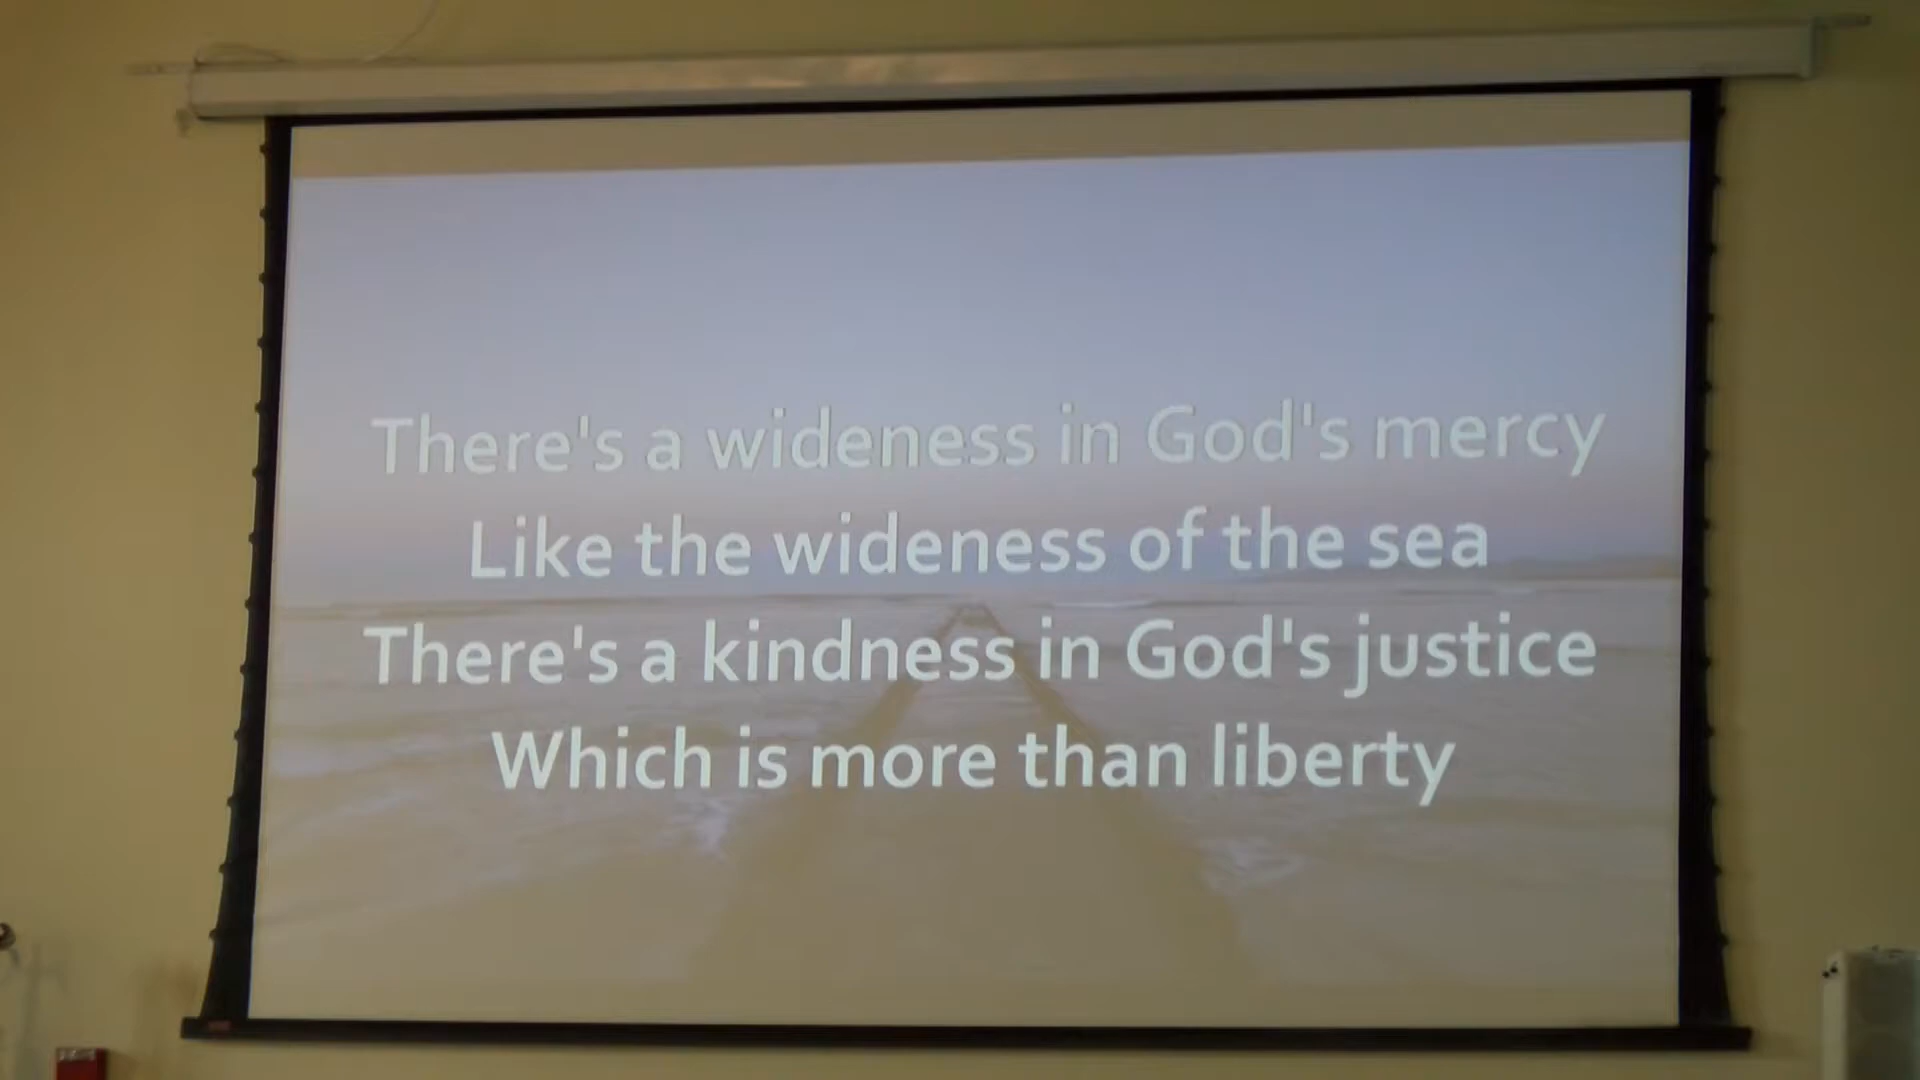 There's a wideness in God's mercy
Like the wideness of the sea
There's a kindness in God's justice
Which is more than liberty